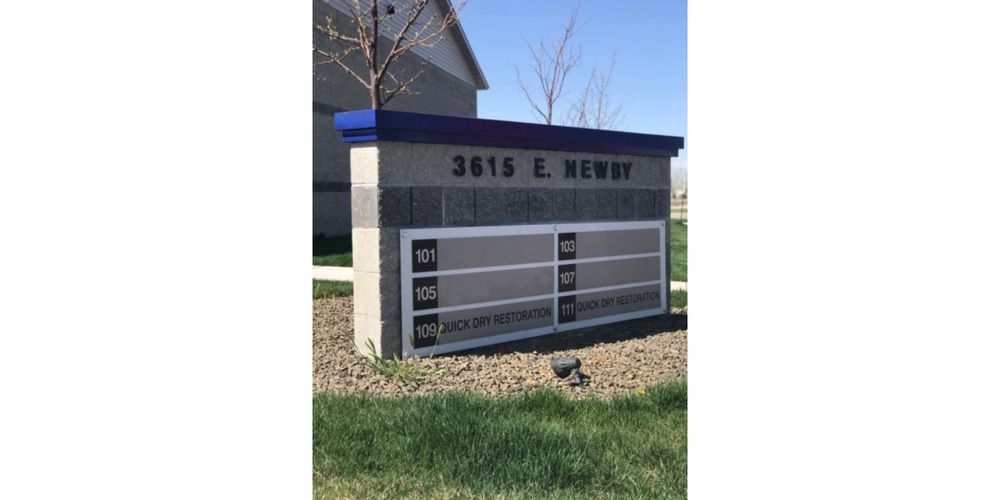 3615 E. NEWBY
101
103
105
107
109 QUICK DRY RESTORATION
111 QUICK DRY RESTORATION